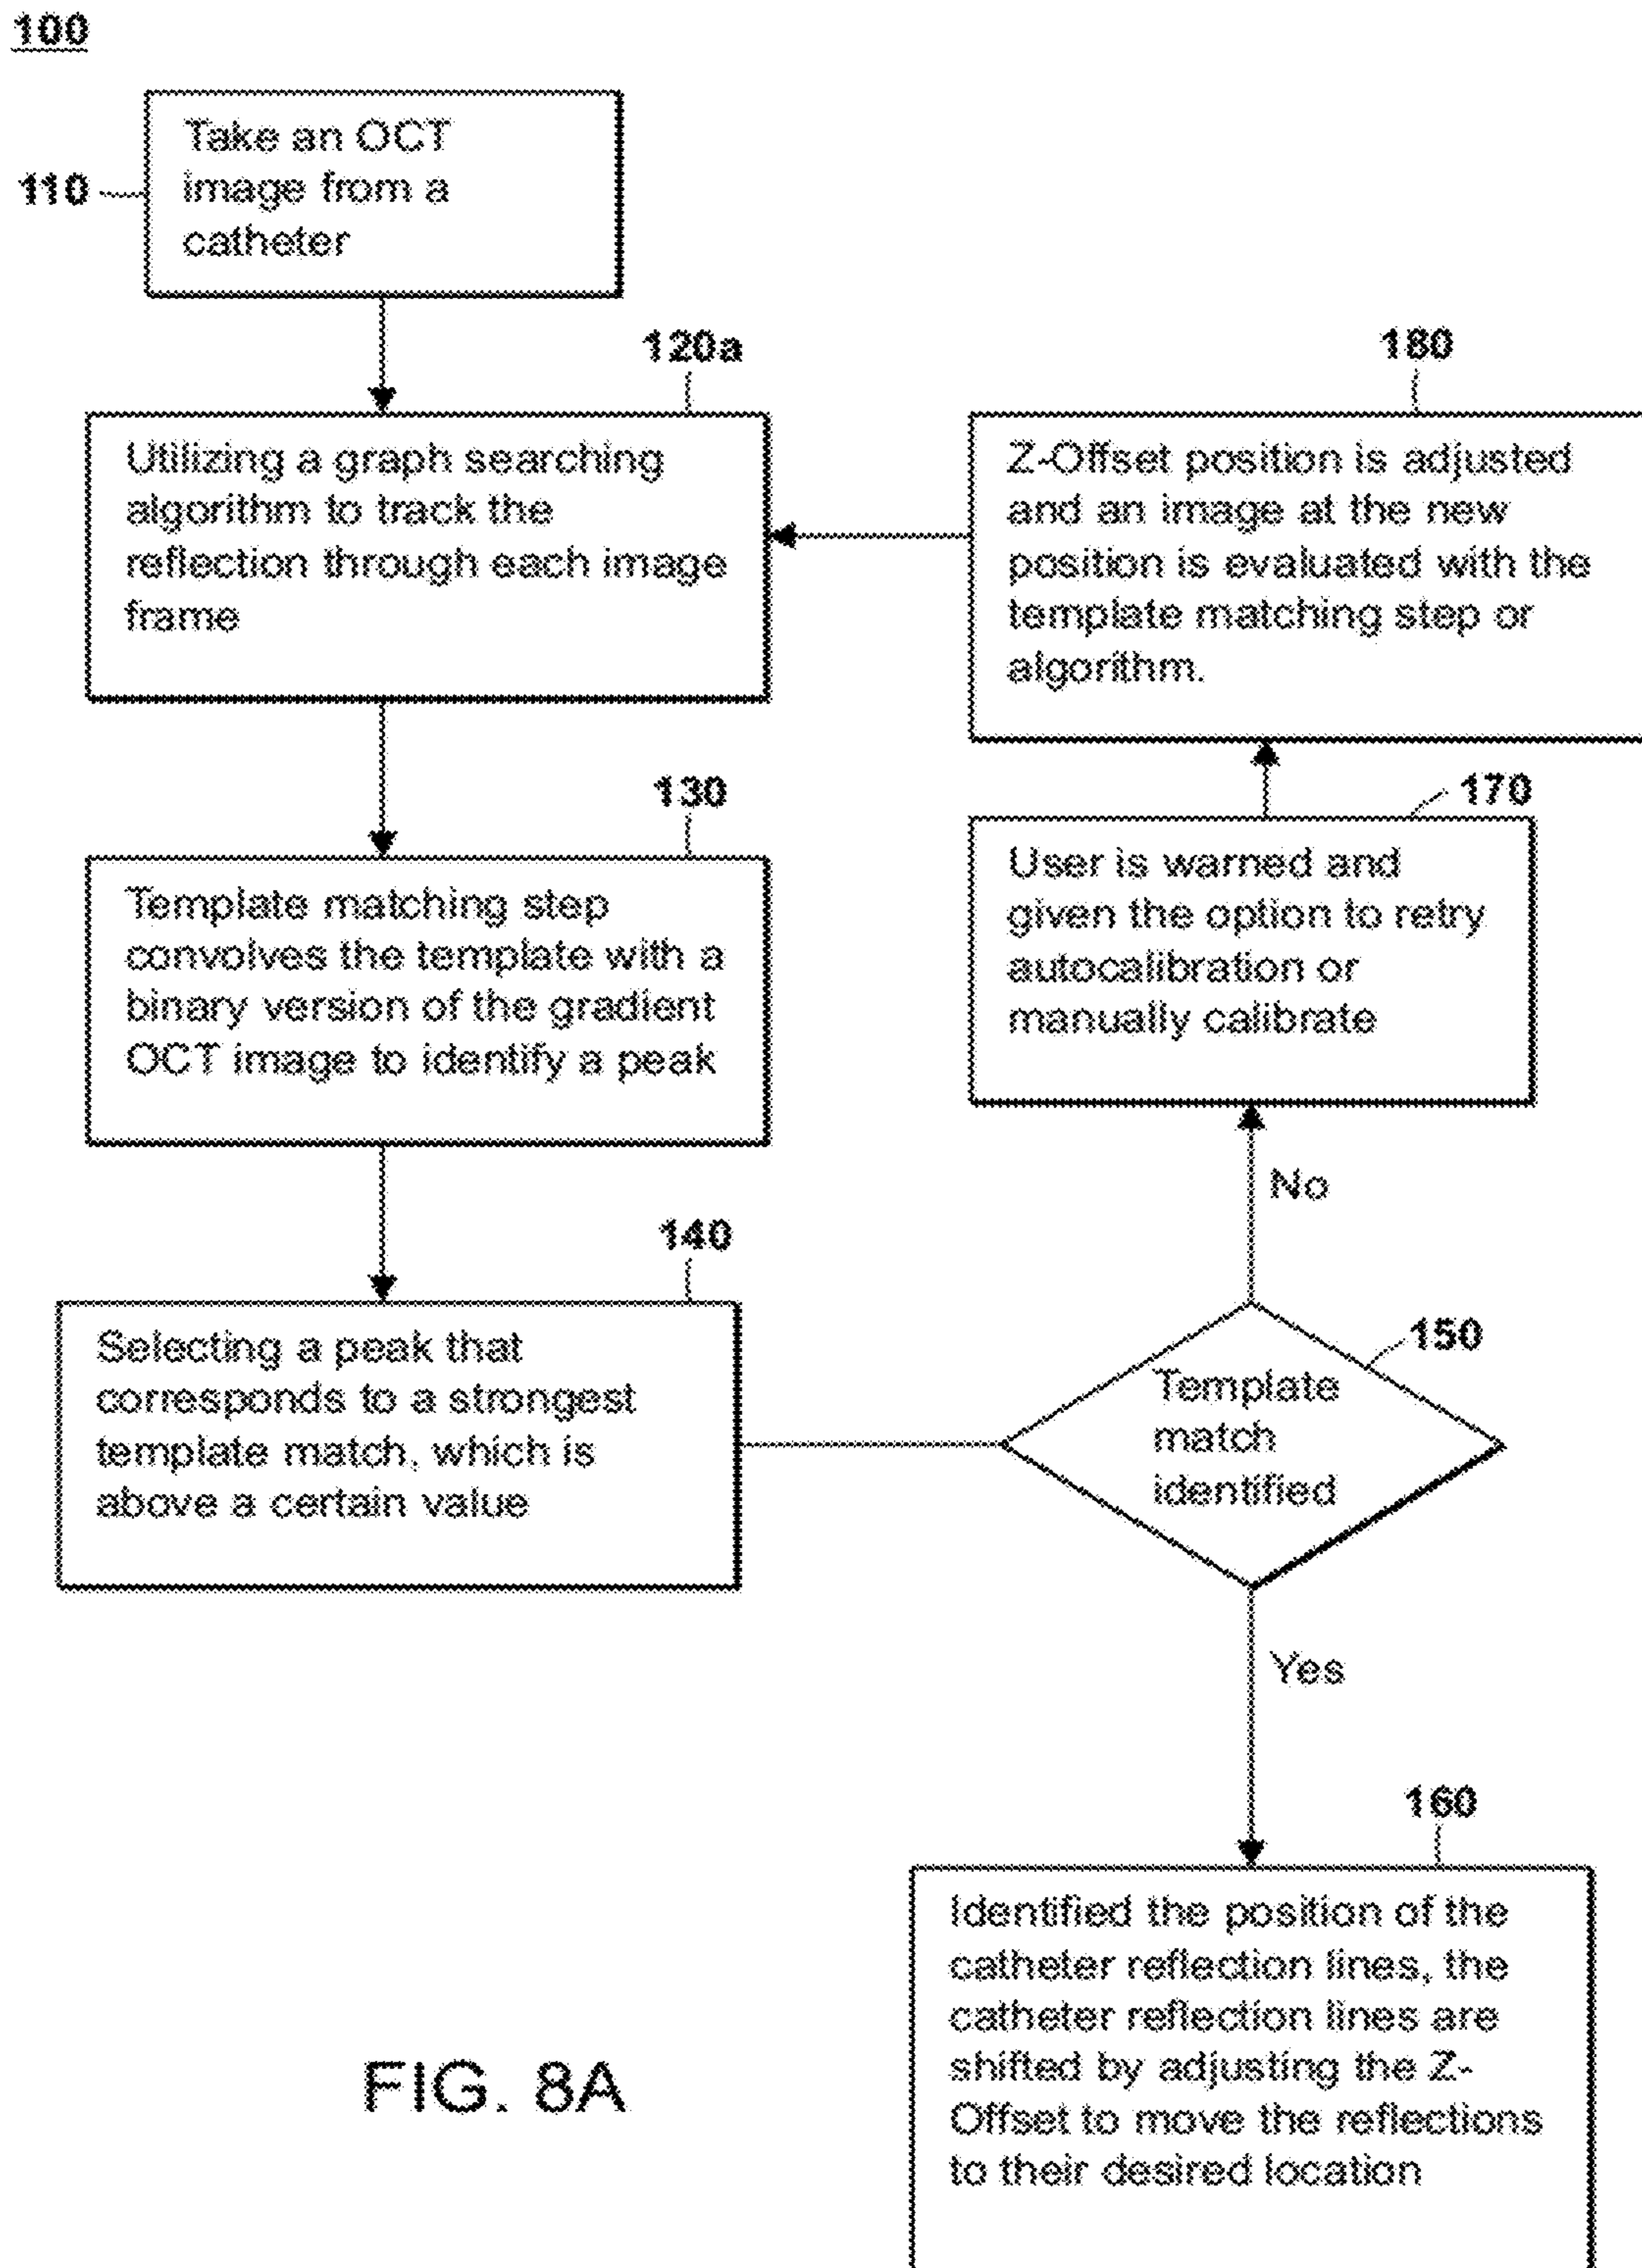 100
110
Take an OCT
image from a
catheter
120a
Utilizing a graph searching
algorithm to track the
reflection through each image
frame
130
Template matching step
convolves the template with a
binary version of the gradient
OCT image to identify a peak
140
Selecting a peak that
corresponds to a strongest
template match, which is
above a certain value
180
Z-Offset position is adjusted
and an image at the new
position is evaluated with the
template matching step or
algorithm.
170
User is warned and
given the option to retry
autocalibration or
manually calibrate
No
150
Template
match
identified
Yes
160
Identified the position of the
catheter reflection lines, the
catheter reflection lines are
shifted by adjusting the Z-
Offset to move the reflections
to their desired location
FIG. 8A